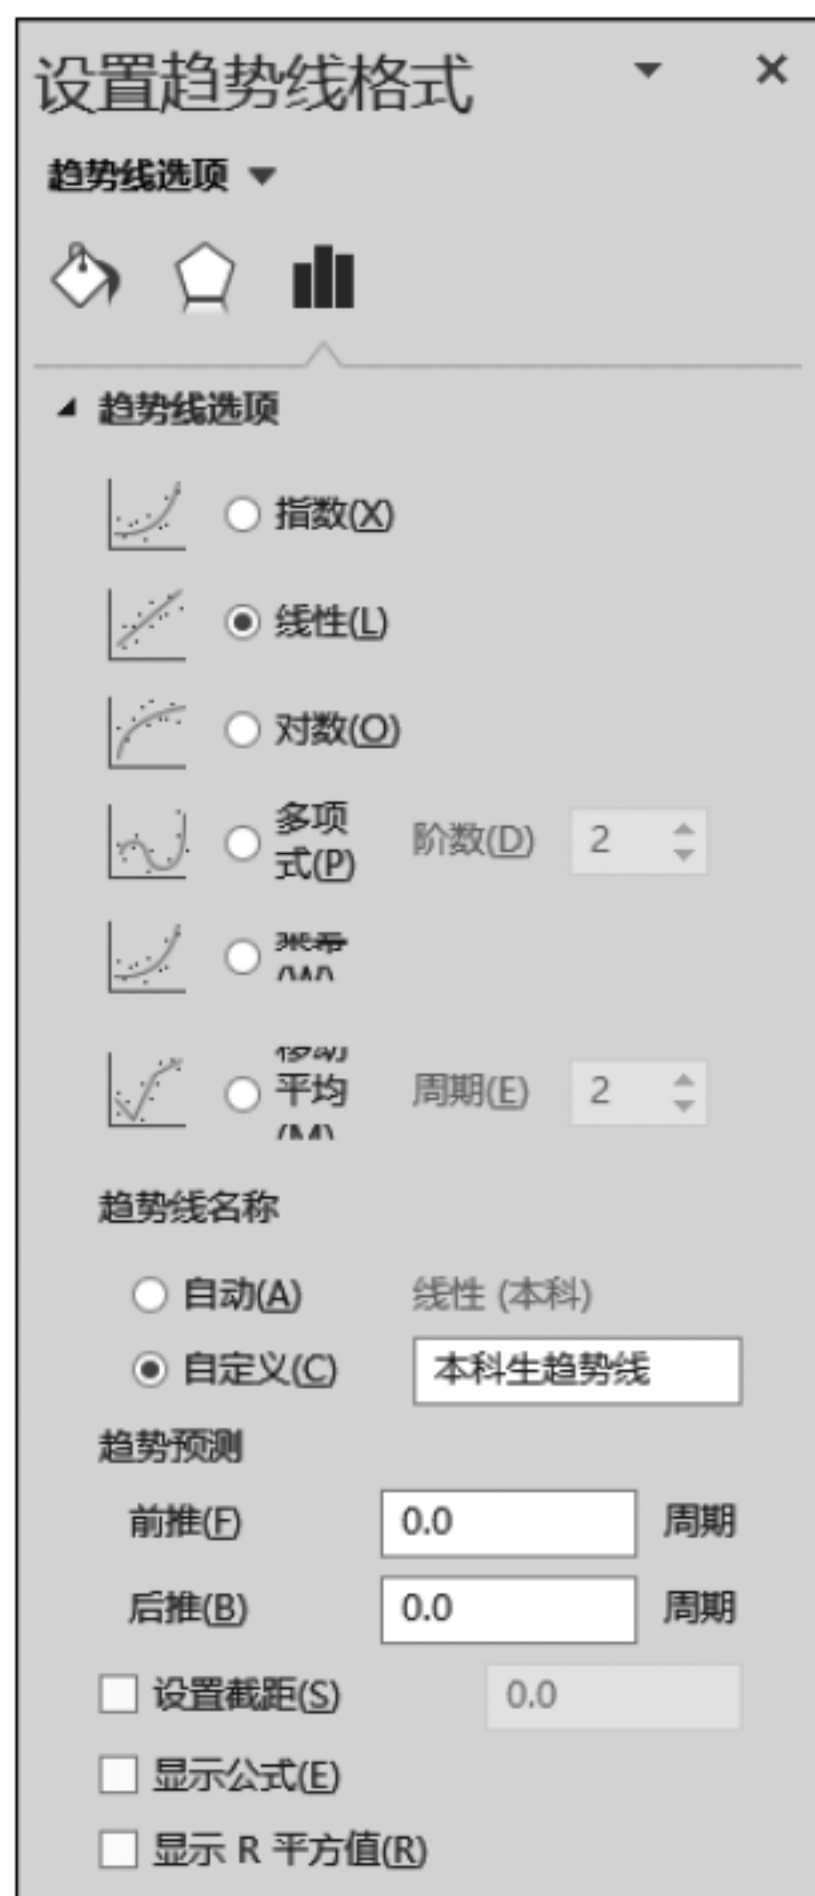 设置趋势线格式
趋势线选项
趋势线选项
指数(X)
线性(L)
对数(O)
多项 阶数(D) 2
式(P)
平均 周期(E) 2
趋势线名称
自动(A) 线性 (本科)
自定义(C) 本科生趋势线
趋势预测
前推(F) 0.0 周期
后推(B) 0.0 周期
设置截距(S) 0.0
显示公式(E)
显示 R 平方值(R)